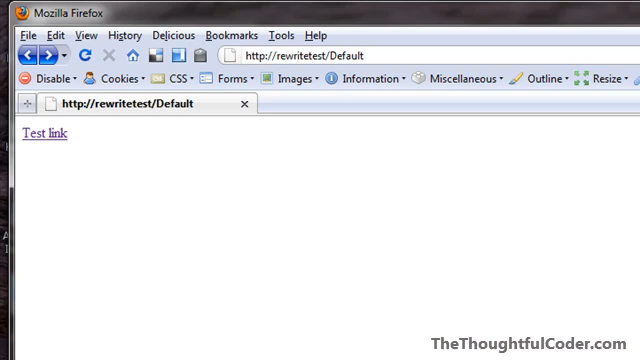 Mozilla Firefox
File Edit View History Delicious Bookmarks Tools Help
http://rewritetest/Default
Disable Cookies CSS Forms Images Information Miscellaneous Outline Resize
http://rewritetest/Default
Test link
TheThoughtfulCoder.com